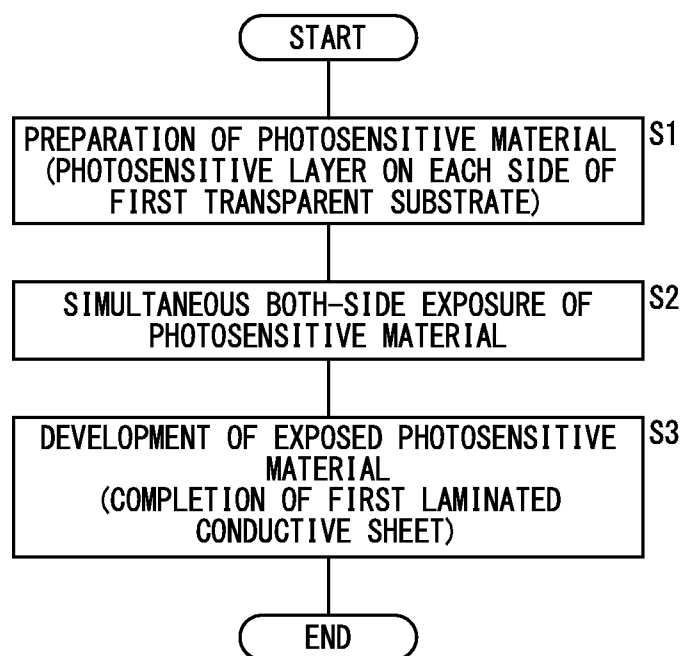 START
PREPARATION OF PHOTOSENSITIVE MATERIAL S1
(PHOTOSENSITIVE LAYER ON EACH SIDE OF
FIRST TRANSPARENT SUBSTRATE)
SIMULTANEOUS BOTH-SIDE EXPOSURE OF S2
PHOTOSENSITIVE MATERIAL
DEVELOPMENT OF EXPOSED PHOTOSENSITIVE S3
MATERIAL
(COMPLETION OF FIRST LAMINATED
CONDUCTIVE SHEET)
END